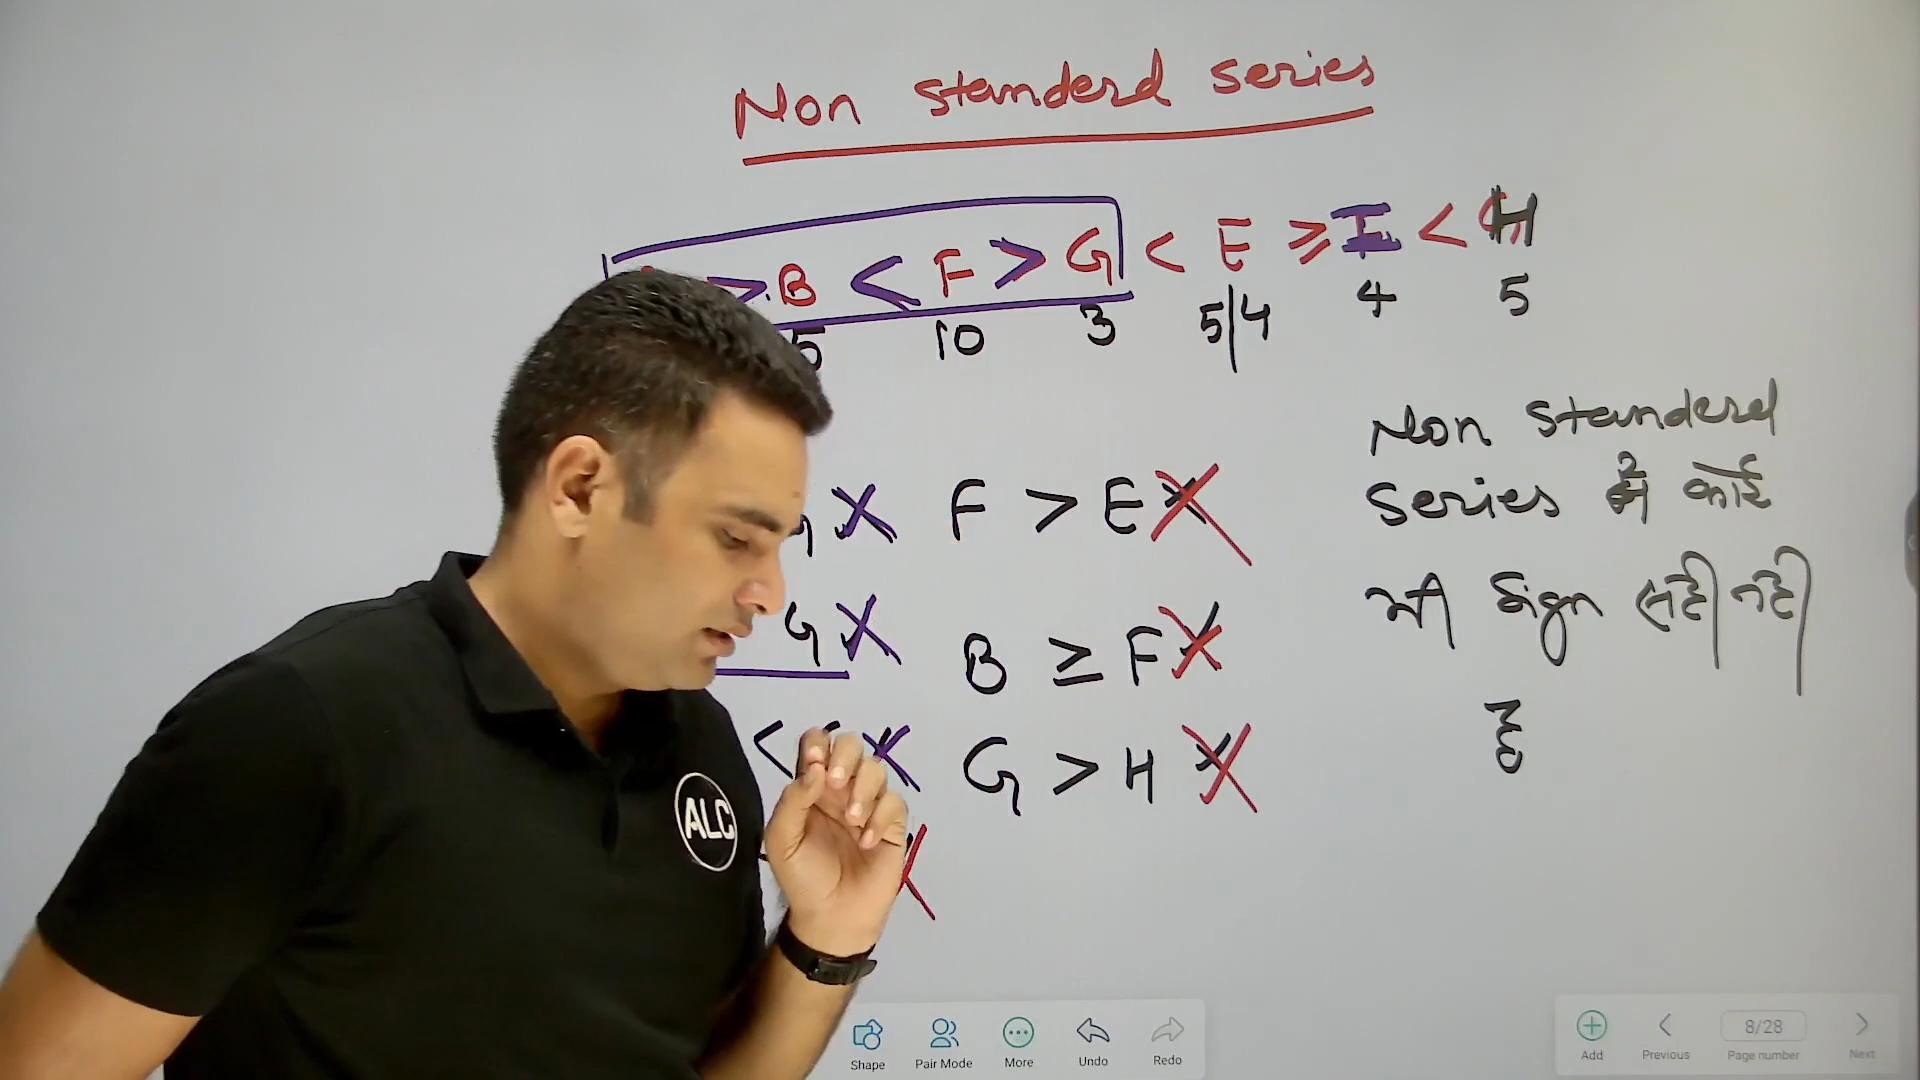 Non standerd series
> B < F > G < E ≥ I < H
5 10 3 5|4 4 5
X F > E X
G X B ≥ F X
< X G > H X
Non standerd
series में कोई
भी sign सही नही
है
ALC
Shape Pair Mode More Undo Redo
Add Previous 8/28 Page number Next